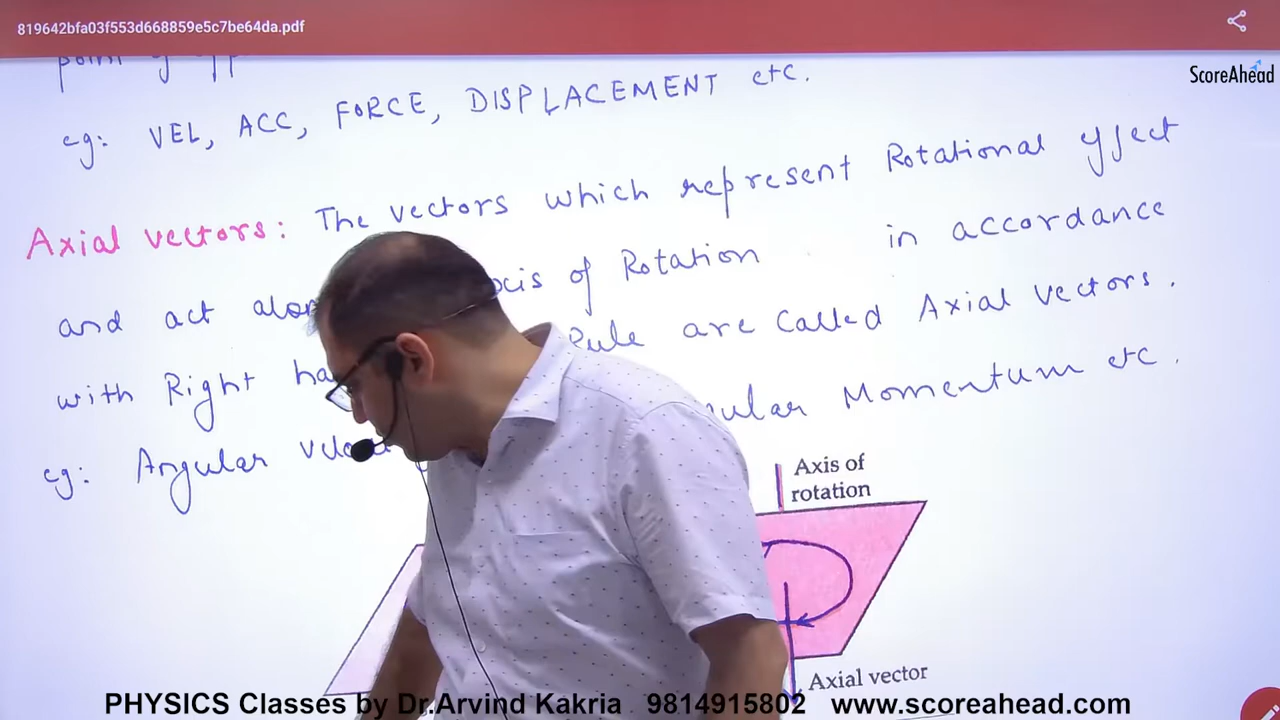 819642bfa03f553d668859e5c7be64da.pdf
ScoreAhead
point of
eg: VEL, ACC, FORCE, DISPLACEMENT etc.
Axial vectors: The vectors which represent Rotational effect
and act of Rotation in accordance
with Right Rule are called Axial vectors.
eg: Angular Momentum etc.
Axis of
rotation
Axial vector
PHYSICS Classes by Dr.Arvind Kakria 9814915802 www.scoreahead.com